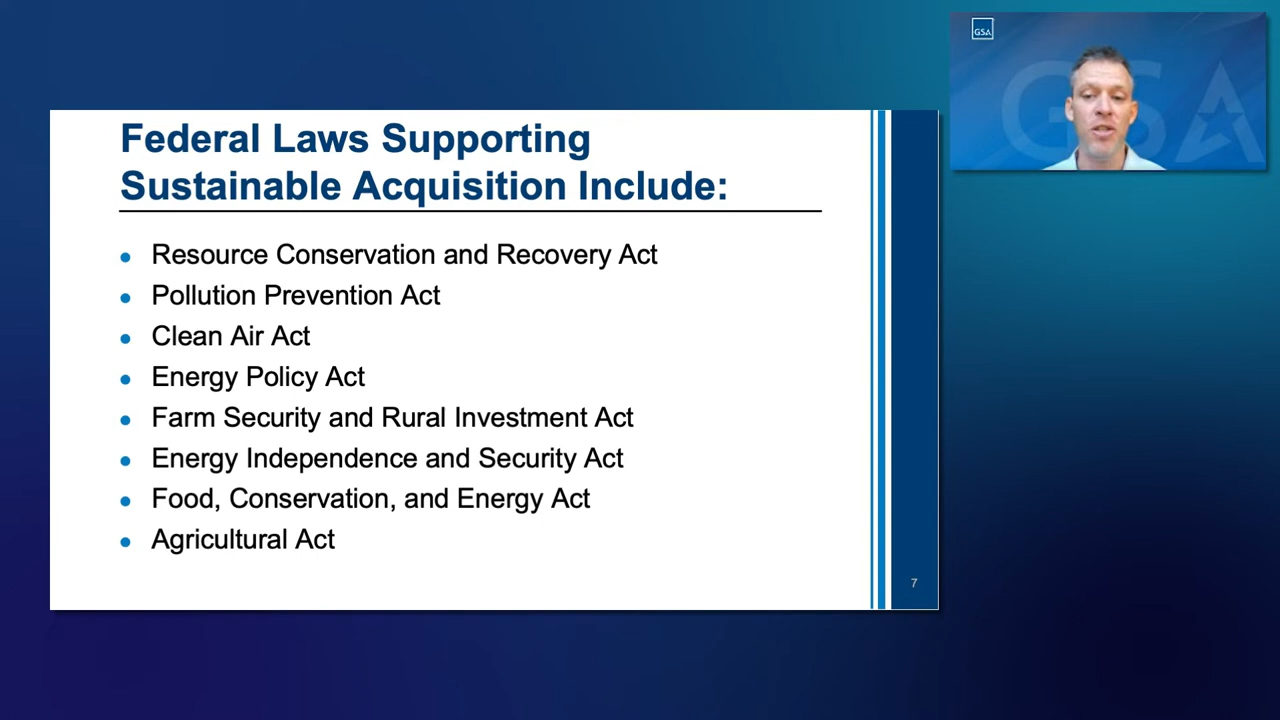 Federal Laws Supporting
Sustainable Acquisition Include:
• Resource Conservation and Recovery Act
• Pollution Prevention Act
• Clean Air Act
• Energy Policy Act
• Farm Security and Rural Investment Act
• Energy Independence and Security Act
• Food, Conservation, and Energy Act
• Agricultural Act
7
GSA
GSA